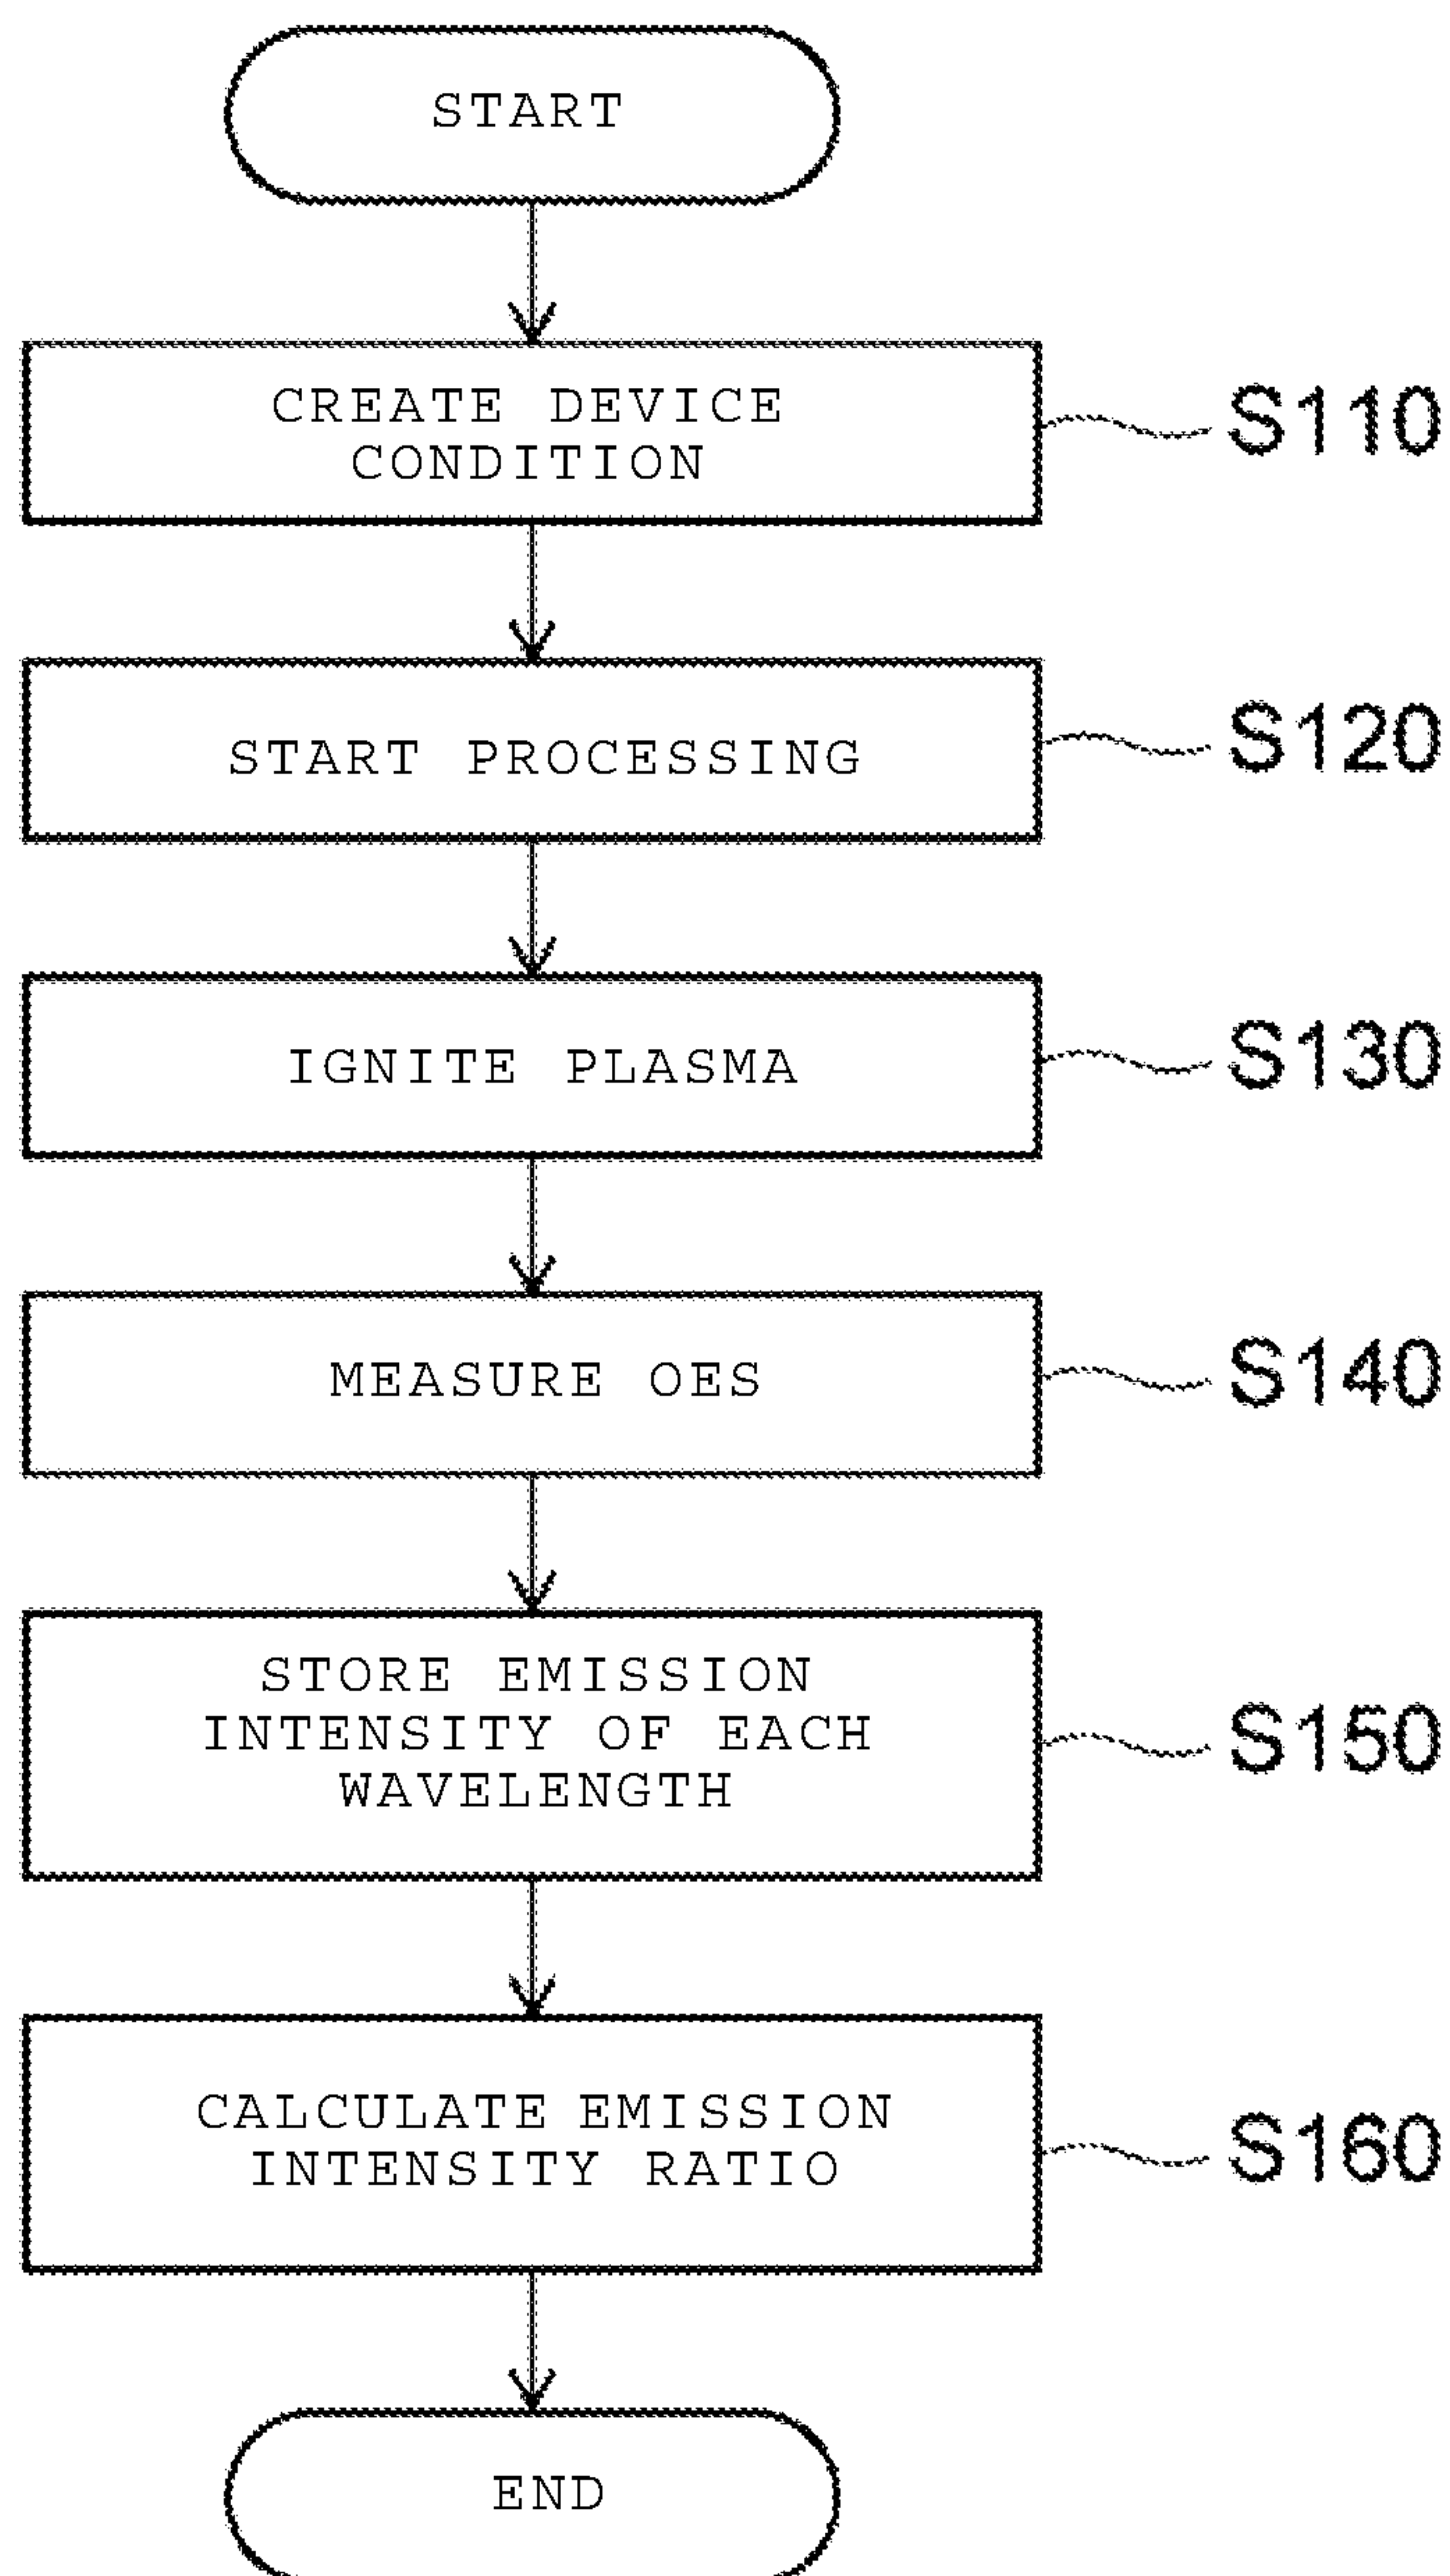 START
CREATE DEVICE
CONDITION
S110
START PROCESSING
S120
IGNITE PLASMA
S130
MEASURE OES
S140
STORE EMISSION
INTENSITY OF EACH
WAVELENGTH
S150
CALCULATE EMISSION
INTENSITY RATIO
S160
END